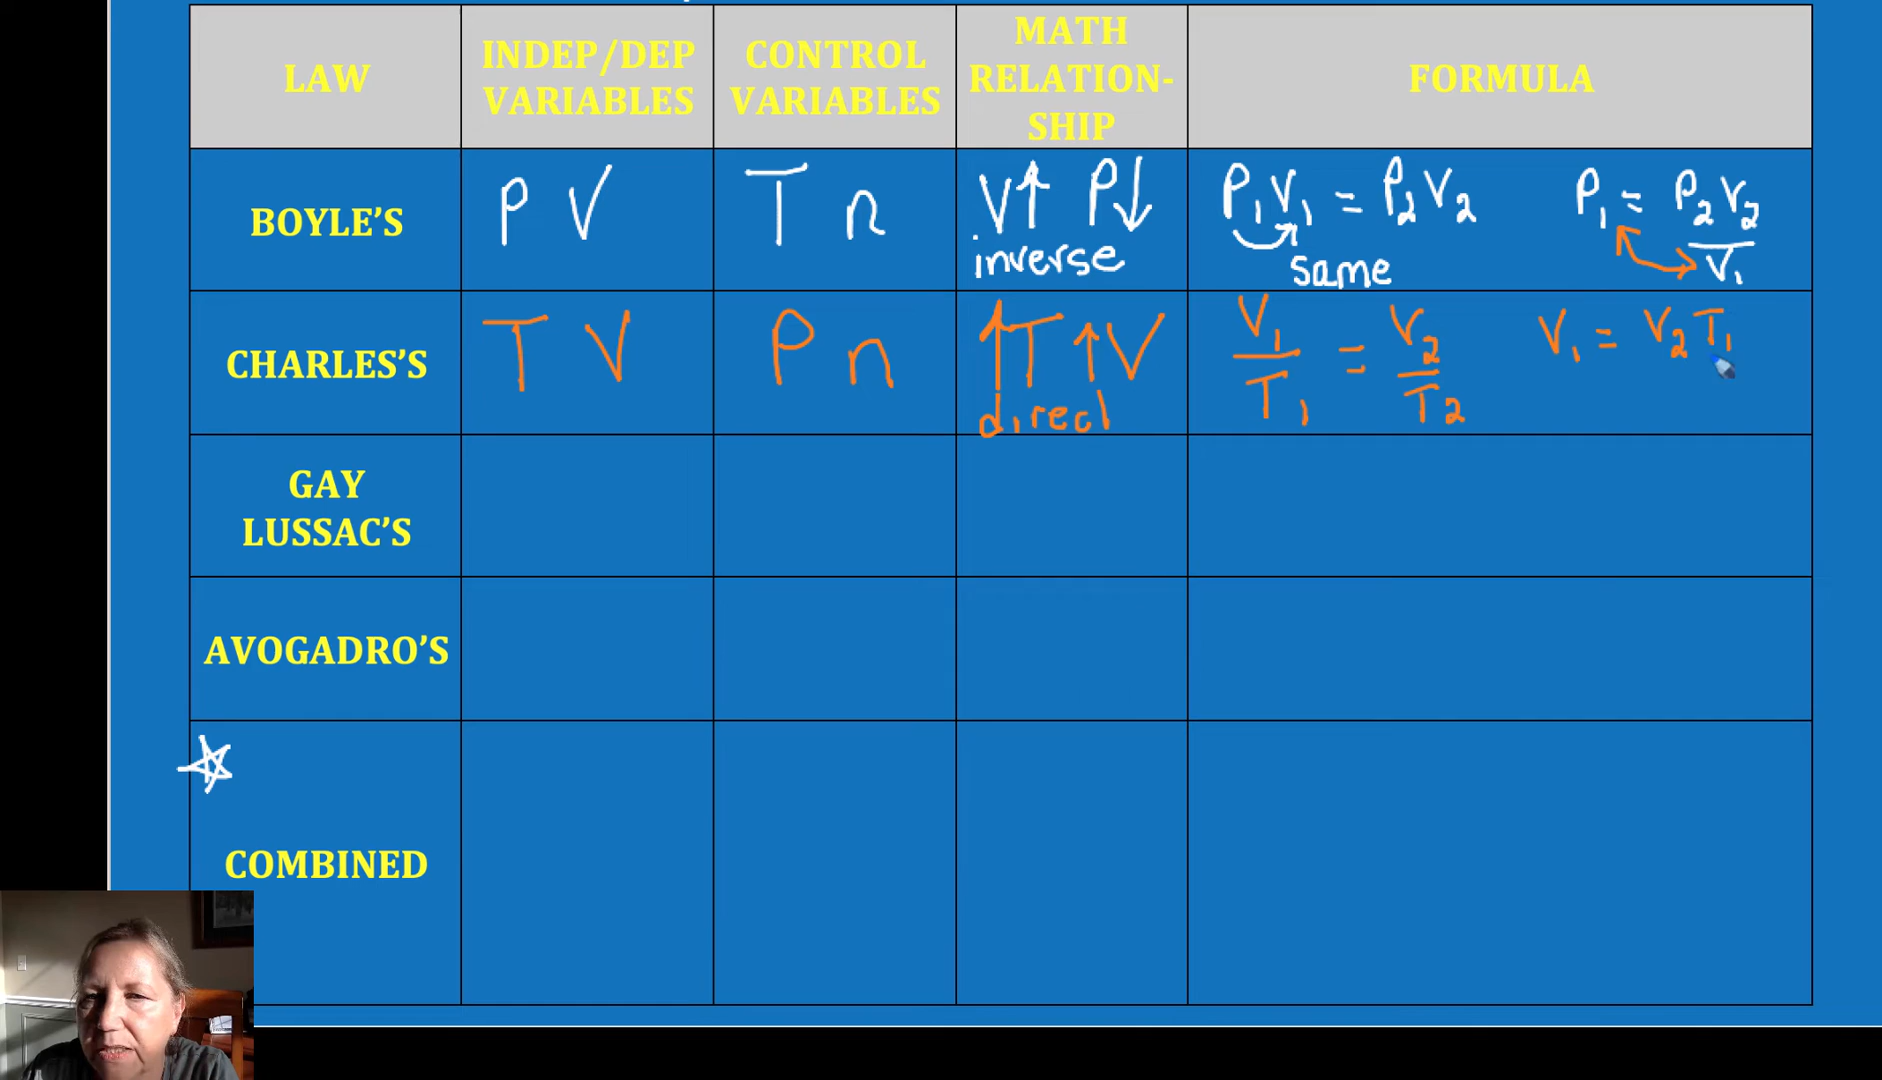 LAW
INDEP/DEP
VARIABLES
CONTROL
VARIABLES
MATH
RELATION-
SHIP
FORMULA
BOYLE'S
P V
T n
V↑ P↓
inverse
P₁V₁ = P₂V₂
same
P₁ = P₂V₂
V₁
CHARLES'S
T V
P n
↑T ↑V
direct
V₁ = V₂
T₁ T₂
V₁ = V₂T₁
GAY
LUSSAC'S
AVOGADRO'S
COMBINED